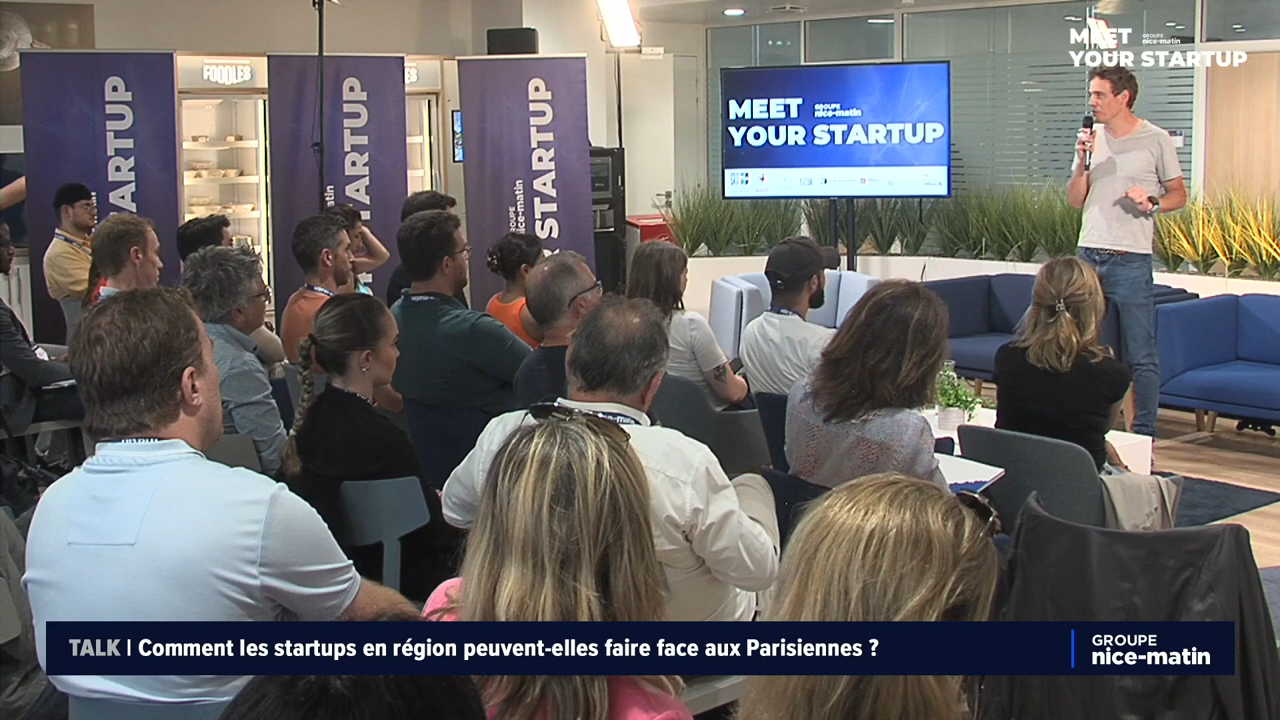 FOODLES
STARTUP
STARTUP
GROUPE
nice-matin
STARTUP
MEET
GROUPE
nice-matin
YOUR STARTUP
MEET
GROUPE
nice-matin
YOUR STARTUP
TALK | Comment les startups en région peuvent-elles faire face aux Parisiennes ?
GROUPE
nice-matin